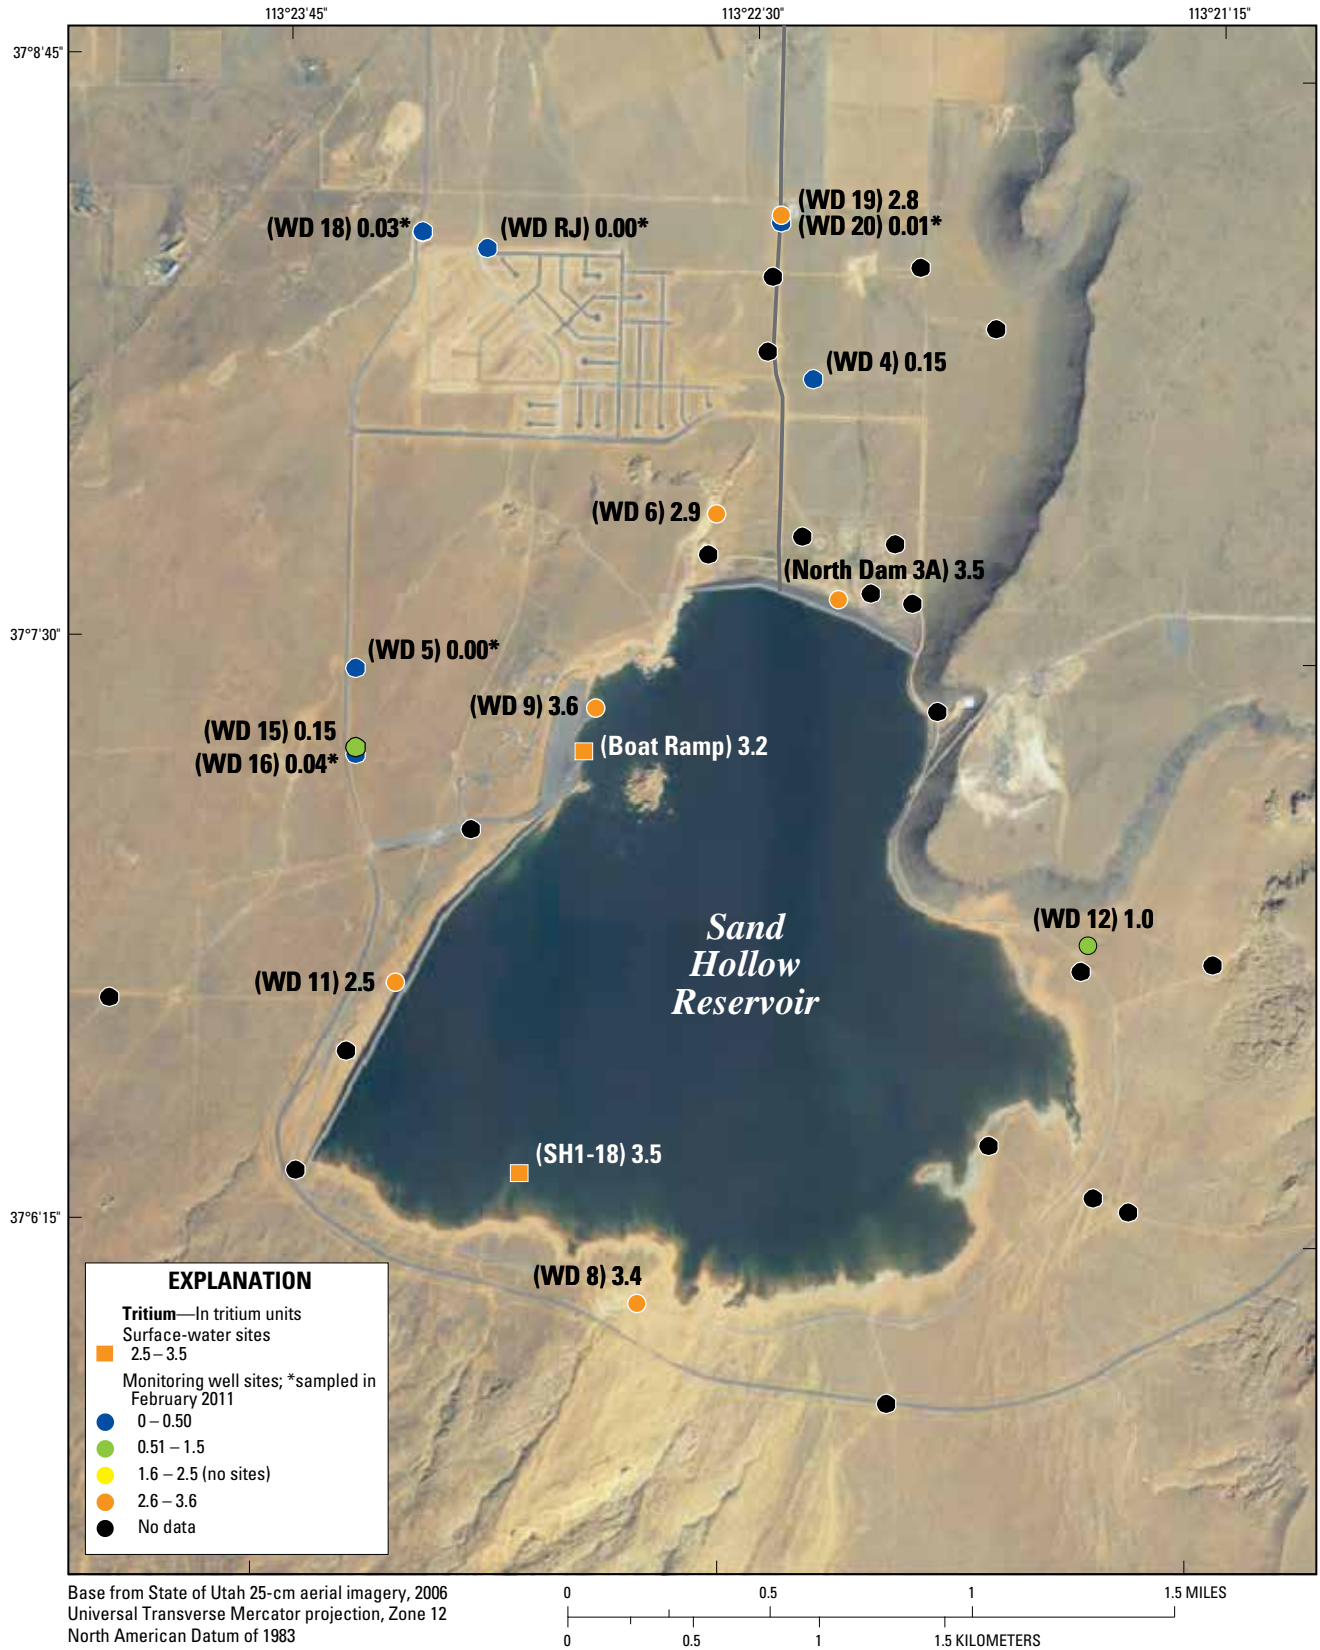 113°23'45"
113°22'30"
113°21'15"
37°8'45"
(WD 19) 2.8
(WD 18) 0.03*
(WD RJ) 0.00*
(WD 20) 0.01*
(WD 4) 0.15
(WD 6) 2.9
(North Dam 3A) 3.5
37°7'30"
(WD 5) 0.00*
(WD 9) 3.6
(WD 15) 0.15
(Boat Ramp) 3.2
(WD 16) 0.04*
Sand
Hollow
Reservoir
(WD 12) 1.0
(WD 11) 2.5
(SH1-18) 3.5
37°6'15"
(WD 8) 3.4
EXPLANATION
Tritium—In tritium units
Surface-water sites
2.5 – 3.5
Monitoring well sites; *sampled in
February 2011
0 – 0.50
0.51 – 1.5
1.6 – 2.5 (no sites)
2.6 – 3.6
No data
Base from State of Utah 25-cm aerial imagery, 2006
Universal Transverse Mercator projection, Zone 12
North American Datum of 1983
0 0.5 1 1.5 MILES
0 0.5 1 1.5 KILOMETERS